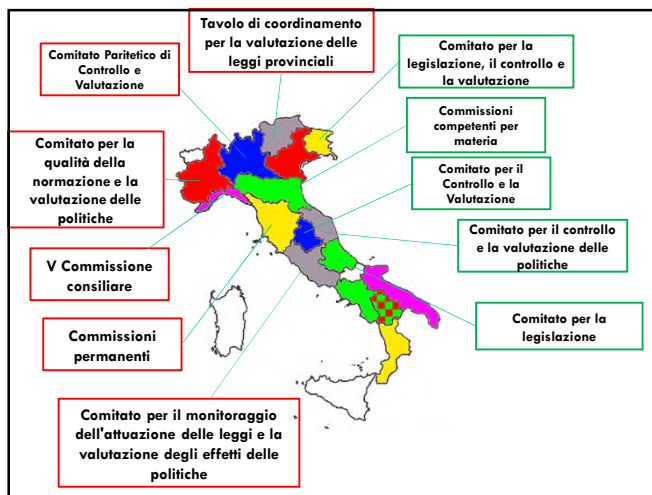 Tavolo di coordinamento
per la valutazione delle
leggi provinciali
Comitato Paritetico di
Controllo e
Valutazione
Comitato per la
legislazione, il controllo e
la valutazione
Commissioni
competenti per
materia
Comitato per la
qualità della
normazione e la
valutazione delle
politiche
Comitato per il
Controllo e la
Valutazione
Comitato per il controllo
e la valutazione delle
politiche
V Commissione
consiliare
Comitato per la
legislazione
Commissioni
permanenti
Comitato per il monitoraggio
dell'attuazione delle leggi e la
valutazione degli effetti delle
politiche